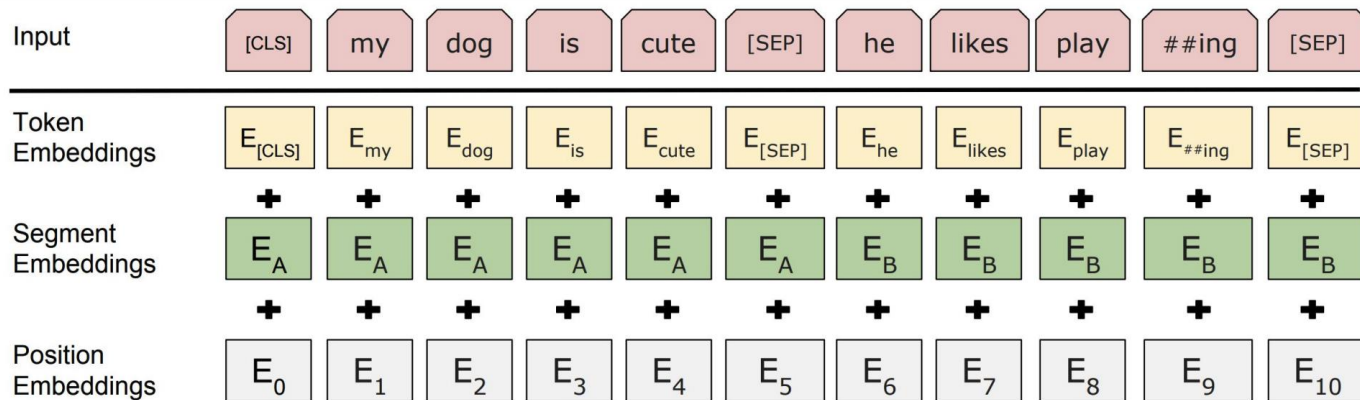 Input [CLS] my dog is cute [SEP] he likes play ##ing [SEP]
Token
Embeddings
E[CLS] Emy Edog Eis Ecute E[SEP] Ehe Elikes Eplay E##ing E[SEP]
+ + + + + + + + + + +
Segment
Embeddings
EA EA EA EA EA EA EB EB EB EB EB
+ + + + + + + + + + +
Position
Embeddings
E0 E1 E2 E3 E4 E5 E6 E7 E8 E9 E10